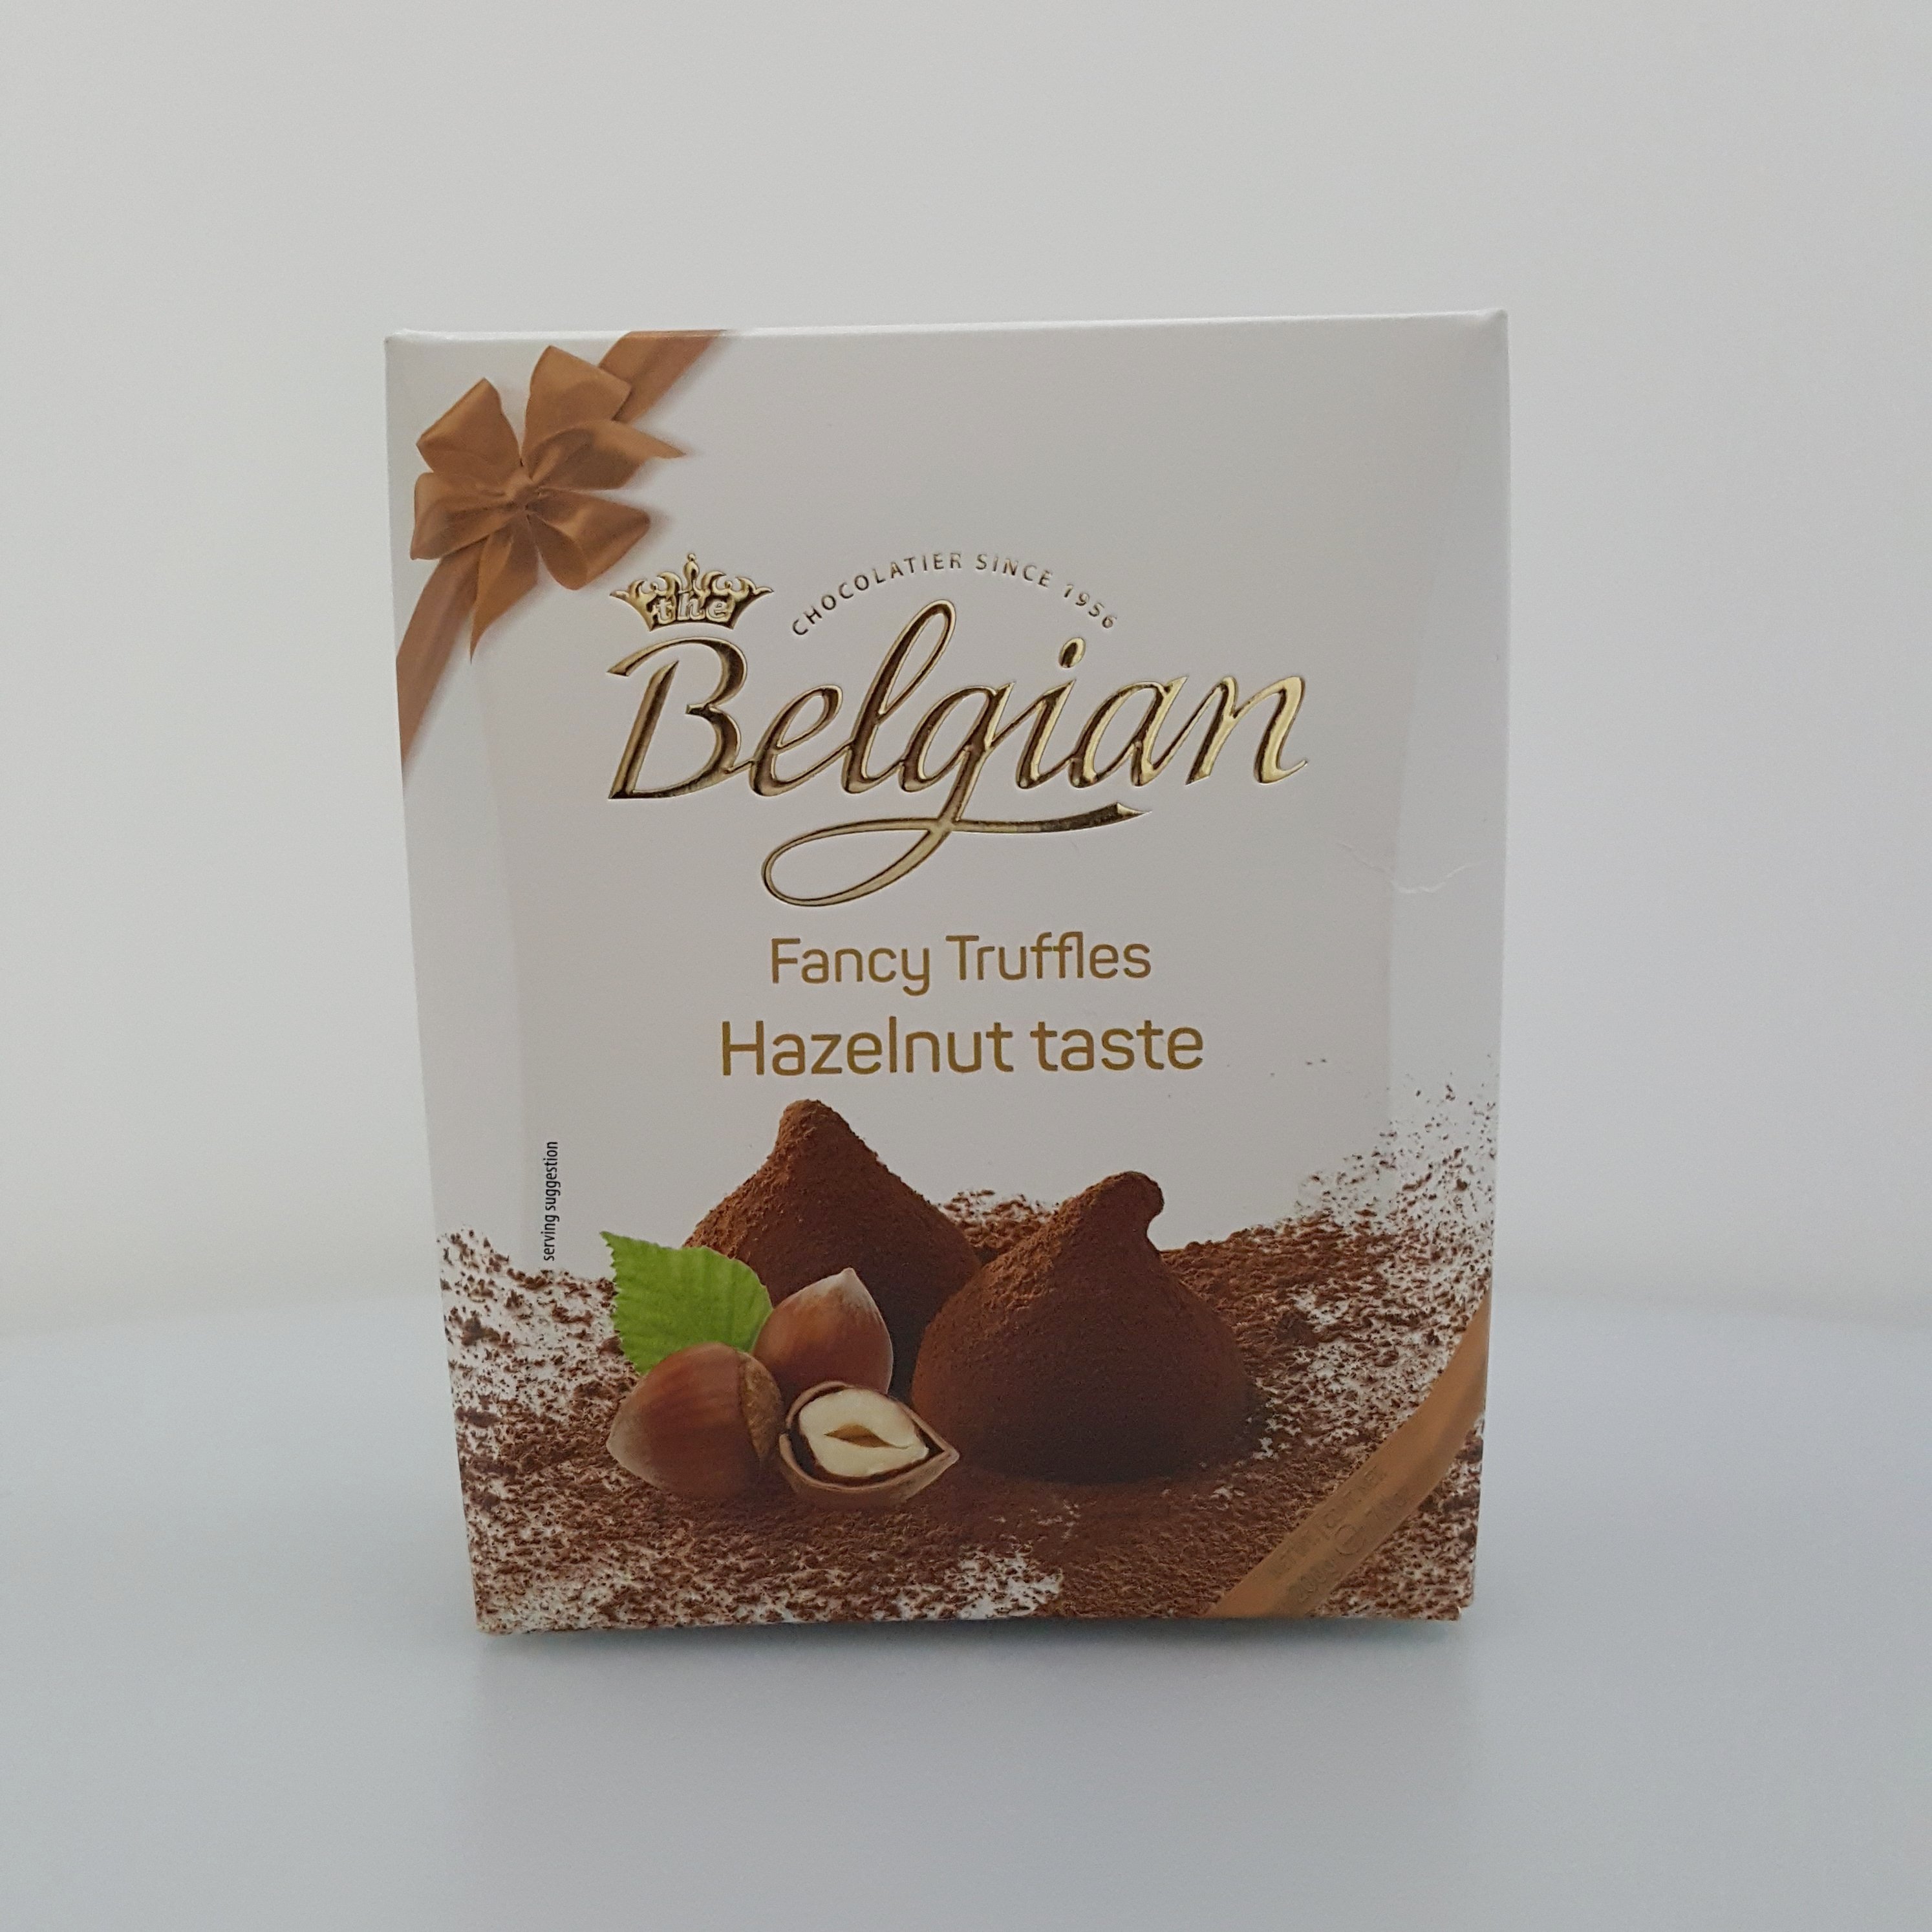 CHOCOLATIER SINCE 1956
the
Belgian
Fancy Truffles
Hazelnut taste
serving suggestion